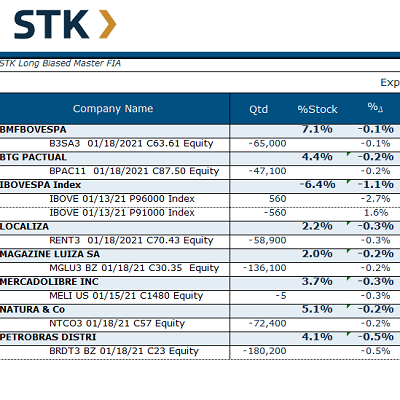 STK
STK Long Biased Master FIA
Exp
Company Name Qtd %Stock %Δ
BMFBOVESPA 7.1% -0.1%
B3SA3 01/18/2021 C63.61 Equity -65,000 -0.1%
BTG PACTUAL 4.4% -0.2%
BPAC11 01/18/2021 C87.50 Equity -47,100 -0.2%
IBOVESPA Index -6.4% -1.1%
IBOVE 01/13/21 P96000 Index 560 -2.7%
IBOVE 01/13/21 P91000 Index -560 1.6%
LOCALIZA 2.2% -0.3%
RENT3 01/18/2021 C70.43 Equity -58,900 -0.3%
MAGAZINE LUIZA SA 2.0% -0.2%
MGLU3 BZ 01/18/21 C30.35 Equity -136,100 -0.2%
MERCADOLIBRE INC 3.7% -0.3%
MELI US 01/15/21 C1480 Equity -5 -0.3%
NATURA & Co 5.1% -0.2%
NTCO3 01/18/21 C57 Equity -72,400 -0.2%
PETROBRAS DISTRI 4.1% -0.5%
BRDT3 BZ 01/18/21 C23 Equity -180,200 -0.5%